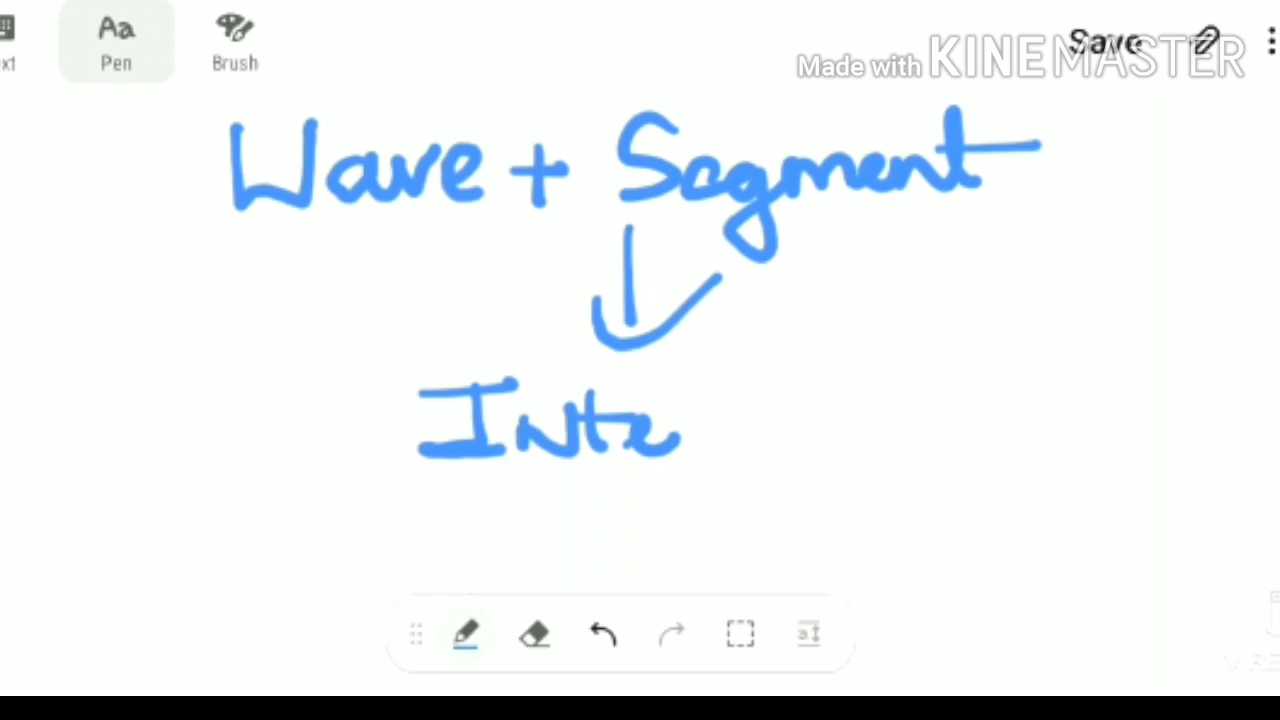 Aa
Pen
Brush
Save
Made with KINEMASTER
Wave + Segment
Inte